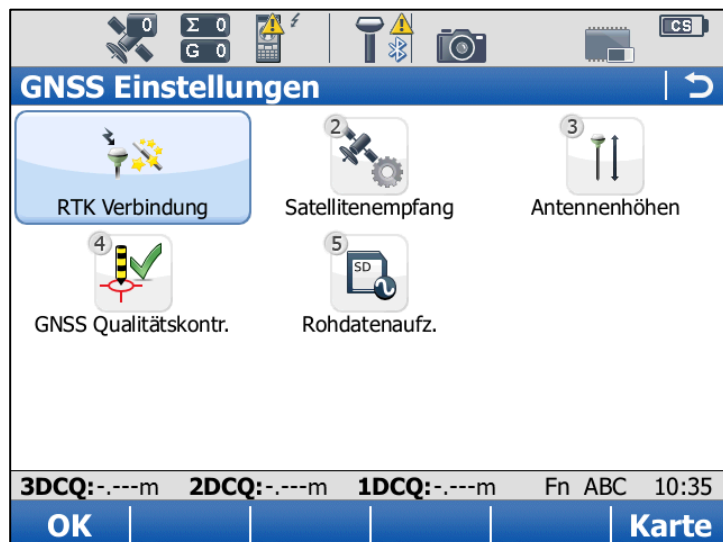 0 Σ 0 CS
G 0
GNSS Einstellungen
2 3
RTK Verbindung Satellitenempfang Antennenhöhen
4 5
SD
GNSS Qualitätskontr. Rohdatenaufz.
3DCQ:-.---m 2DCQ:-.---m 1DCQ:-.---m Fn ABC 10:35
OK Karte